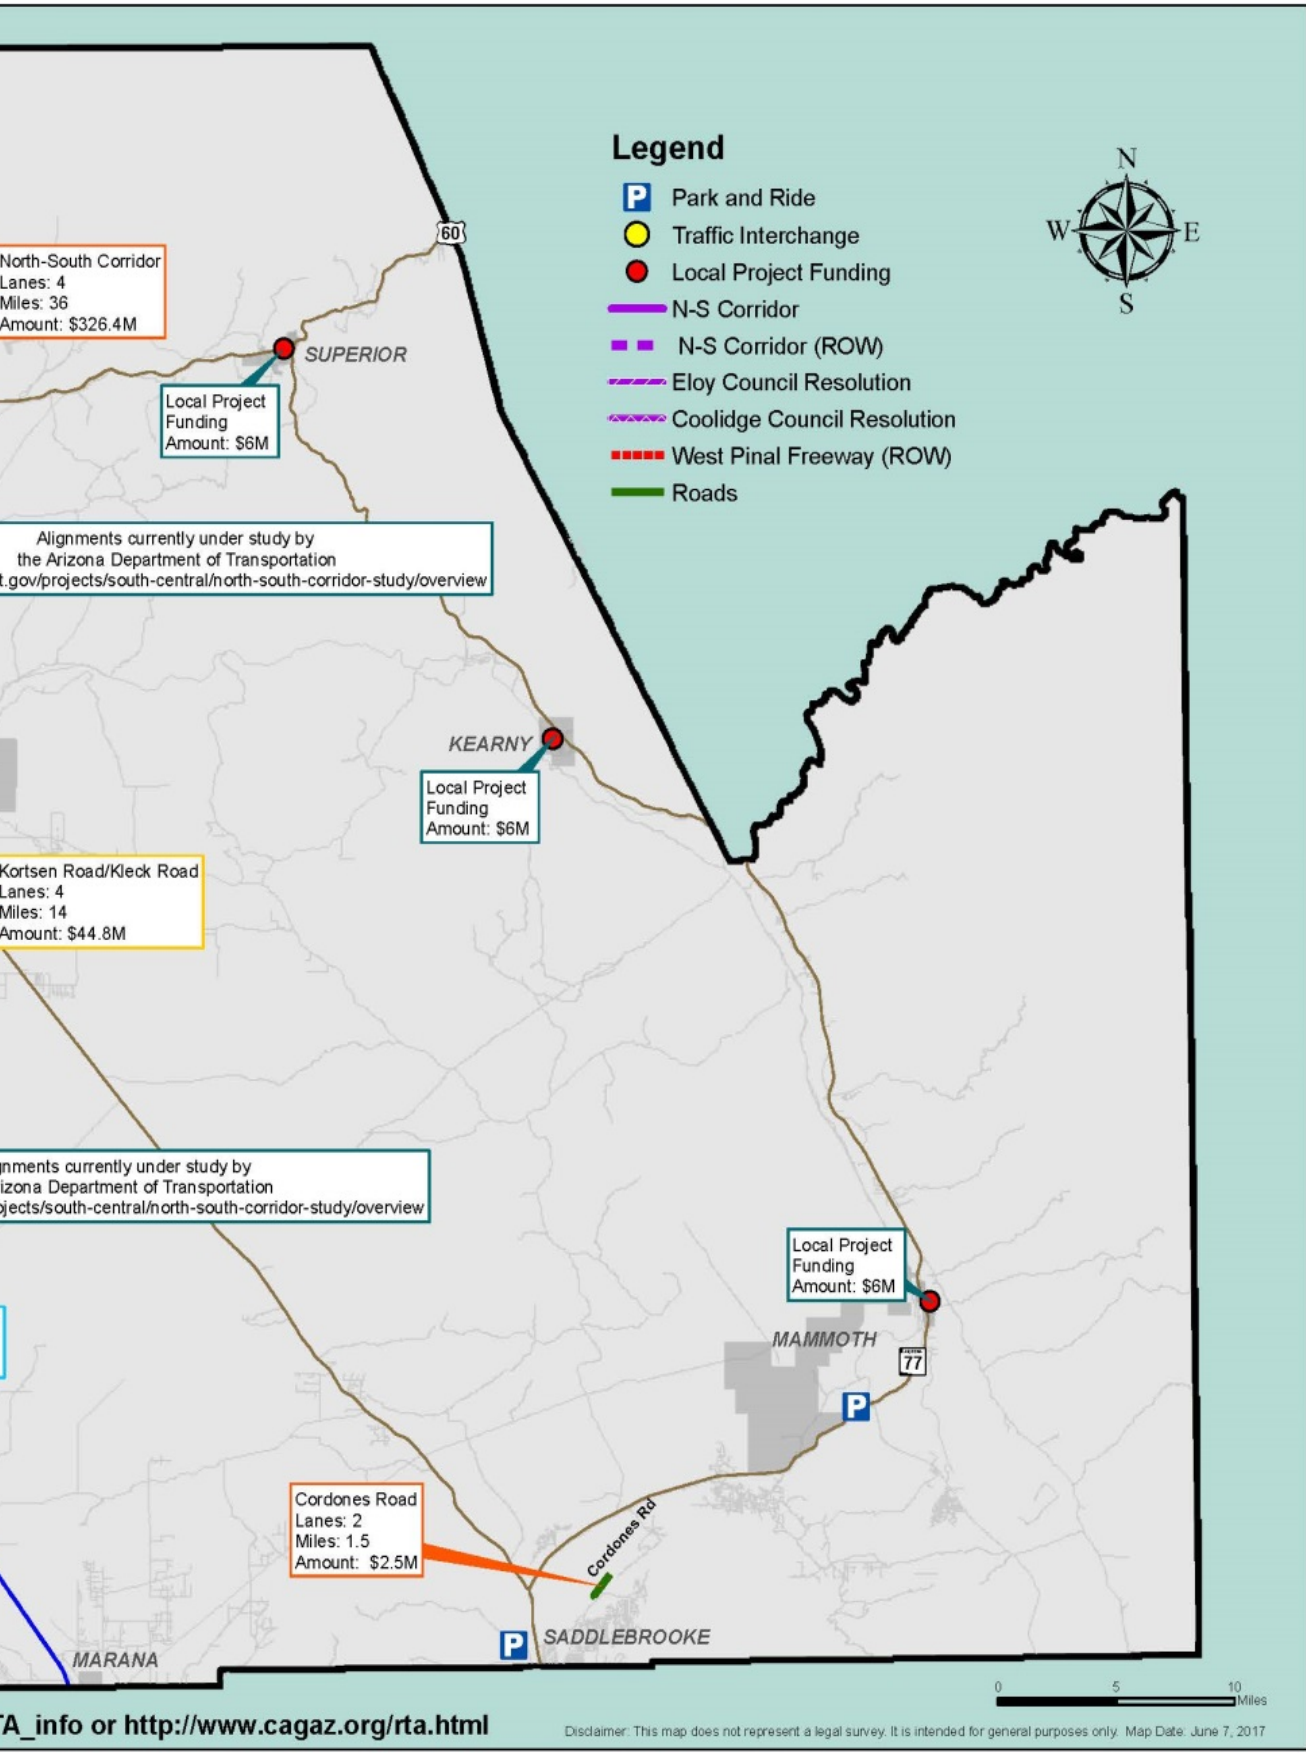 Legend
P Park and Ride
Traffic Interchange
Local Project Funding
N-S Corridor
N-S Corridor (ROW)
Eloy Council Resolution
Coolidge Council Resolution
West Pinal Freeway (ROW)
Roads
N
W E
S
60
North-South Corridor
Lanes: 4
Miles: 36
Amount: $326.4M
SUPERIOR
Local Project
Funding
Amount: $6M
Alignments currently under study by
the Arizona Department of Transportation
t.gov/projects/south-central/north-south-corridor-study/overview
KEARNY
Local Project
Funding
Amount: $6M
Kortsen Road/Kleck Road
Lanes: 4
Miles: 14
Amount: $44.8M
gnments currently under study by
izona Department of Transportation
ojects/south-central/north-south-corridor-study/overview
Local Project
Funding
Amount: $6M
MAMMOTH
77
P
Cordones Road
Lanes: 2
Miles: 1.5
Amount: $2.5M
Cordones Rd
P
SADDLEBROOKE
MARANA
0 5 10
Miles
TA_info or http://www.cagaz.org/rta.html
Disclaimer: This map does not represent a legal survey. It is intended for general purposes only. Map Date: June 7, 2017